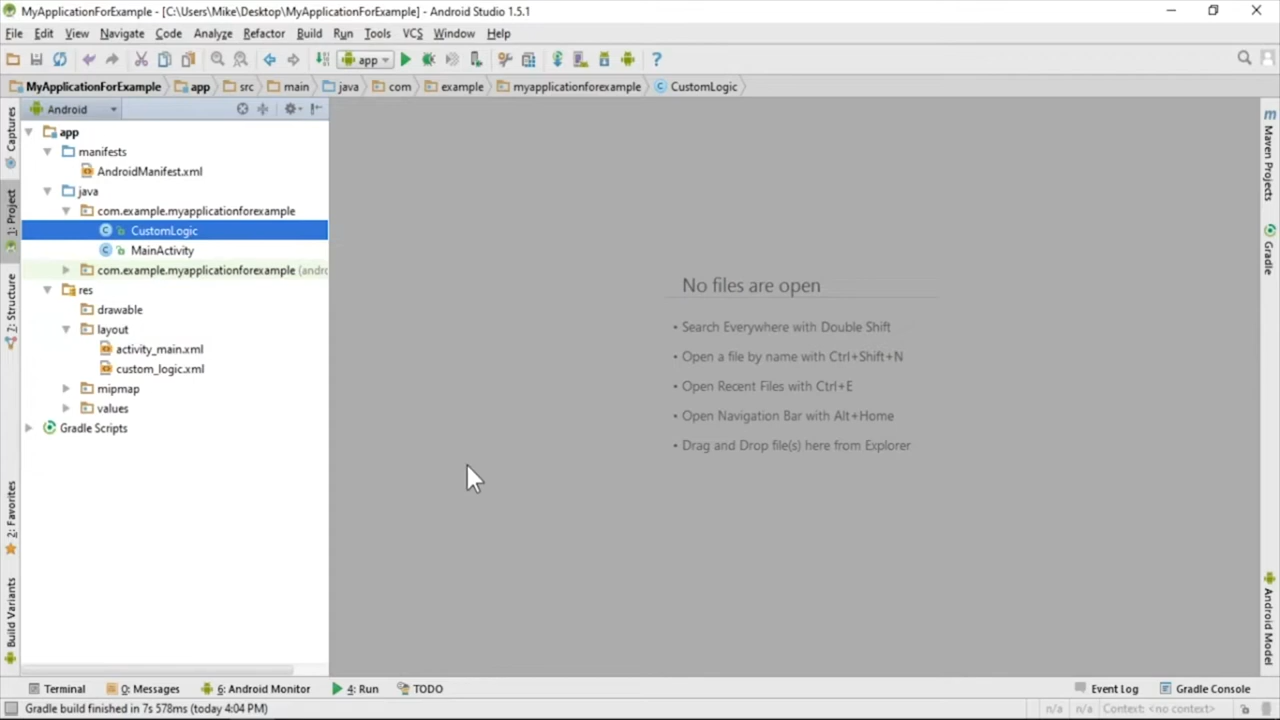 MyApplicationForExample - [C:\Users\Mike\Desktop\MyApplicationForExample] - Android Studio 1.5.1
File Edit View Navigate Code Analyze Refactor Build Run Tools VCS Window Help
app
MyApplicationForExample app src main java com example myapplicationforexample CustomLogic
Captures
1: Project
Z: Structure
2: Favorites
Build Variants
Android
app
manifests
AndroidManifest.xml
java
com.example.myapplicationforexample
CustomLogic
MainActivity
com.example.myapplicationforexample (andro
res
drawable
layout
activity_main.xml
custom_logic.xml
mipmap
values
Gradle Scripts
No files are open
• Search Everywhere with Double Shift
• Open a file by name with Ctrl+Shift+N
• Open Recent Files with Ctrl+E
• Open Navigation Bar with Alt+Home
• Drag and Drop file(s) here from Explorer
Maven Projects
Gradle
Android Model
Terminal 0: Messages 6: Android Monitor 4: Run TODO Event Log Gradle Console
Gradle build finished in 7s 578ms (today 4:04 PM) n/a n/a Context: <no context>